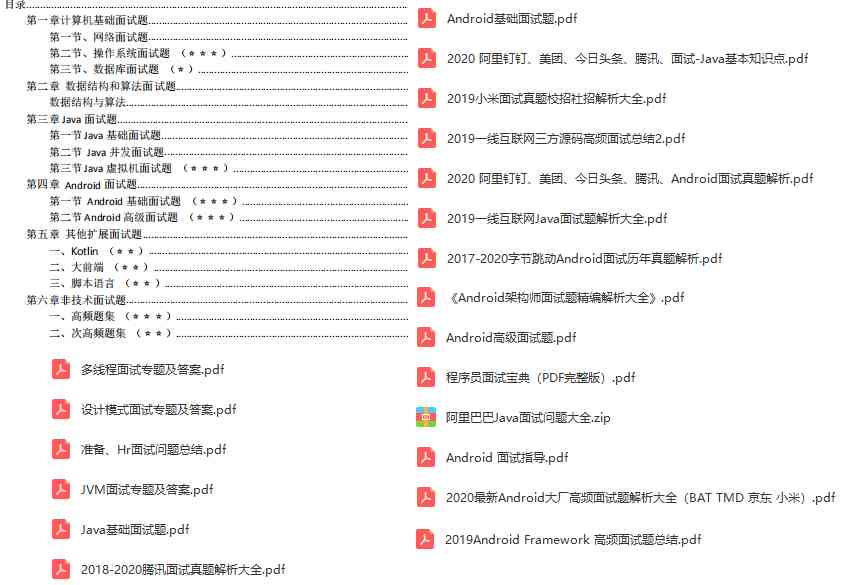 目录
第一章计算机基础面试题
第一节、网络面试题
第二节、操作系统面试题 （★★★）
第三节、数据库面试题 （★）
第二章 数据结构和算法面试题
数据结构与算法
第三章 Java 面试题
第一节 Java 基础面试题
第二节 Java 并发面试题
第三节 Java 虚拟机面试题 （★★★）
第四章 Android 面试题
第一节 Android 基础面试题 （★★★）
第二节 Android 高级面试题 （★★★）
第五章 其他扩展面试题
一、Kotlin （★★）
二、大前端 （★★）
三、脚本语言 （★★）
第六章非技术面试题
一、高频题集 （★★★）
二、次高频题集 （★★）
多线程面试专题及答案.pdf
设计模式面试专题及答案.pdf
准备、Hr面试问题总结.pdf
JVM面试专题及答案.pdf
Java基础面试题.pdf
2018-2020腾讯面试真题解析大全.pdf
Android基础面试题.pdf
2020 阿里钉钉、美团、今日头条、腾讯、面试-Java基本知识点.pdf
2019小米面试真题校招社招解析大全.pdf
2019一线互联网三方源码高频面试总结2.pdf
2020 阿里钉钉、美团、今日头条、腾讯、Android面试真题解析.pdf
2019一线互联网Java面试题解析大全.pdf
2017-2020字节跳动Android面试历年真题解析.pdf
《Android架构师面试题精编解析大全》.pdf
Android高级面试题.pdf
程序员面试宝典（PDF完整版）.pdf
阿里巴巴Java面试问题大全.zip
Android 面试指导.pdf
2020最新Android大厂高频面试题解析大全（BAT TMD 京东 小米）.pdf
2019Android Framework 高频面试题总结.pdf